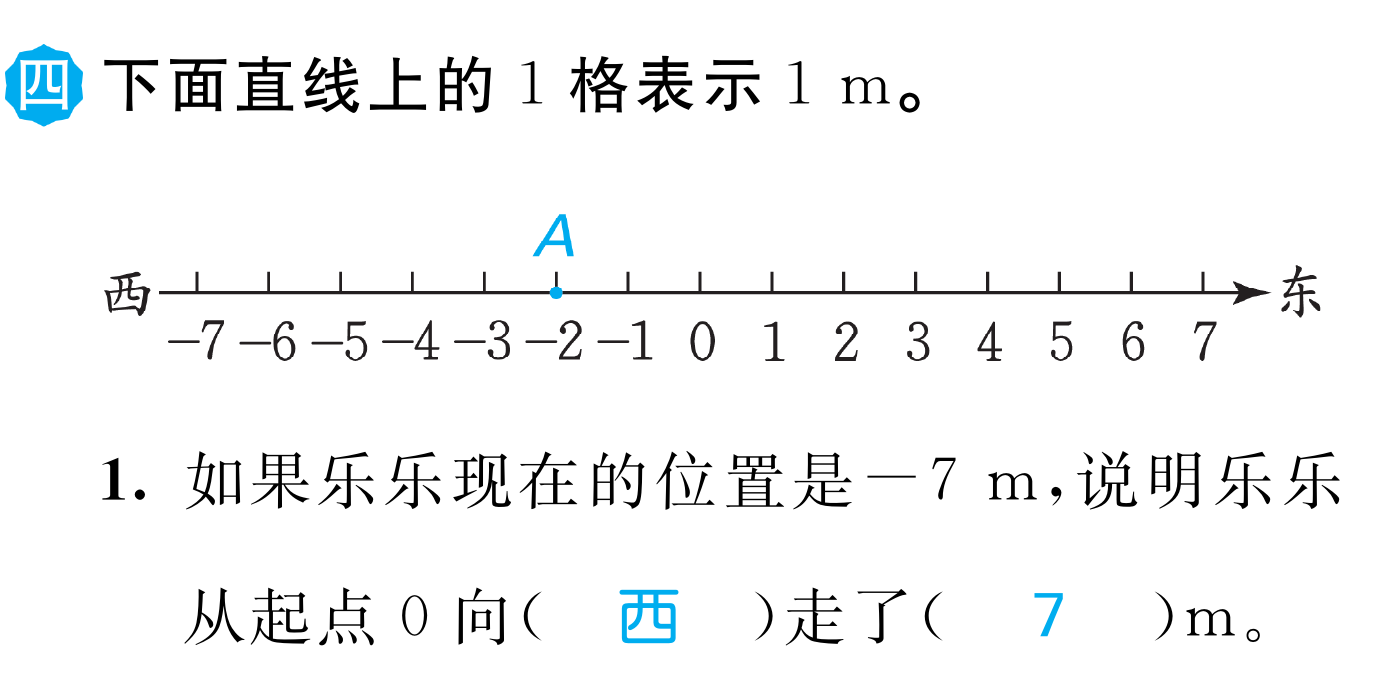 四 下面直线上的 1 格表示 1 m。
A
西 东
−7 −6 −5 −4 −3 −2 −1 0 1 2 3 4 5 6 7
1. 如果乐乐现在的位置是−7 m,说明乐乐
从起点 0 向( 西 )走了( 7 )m。